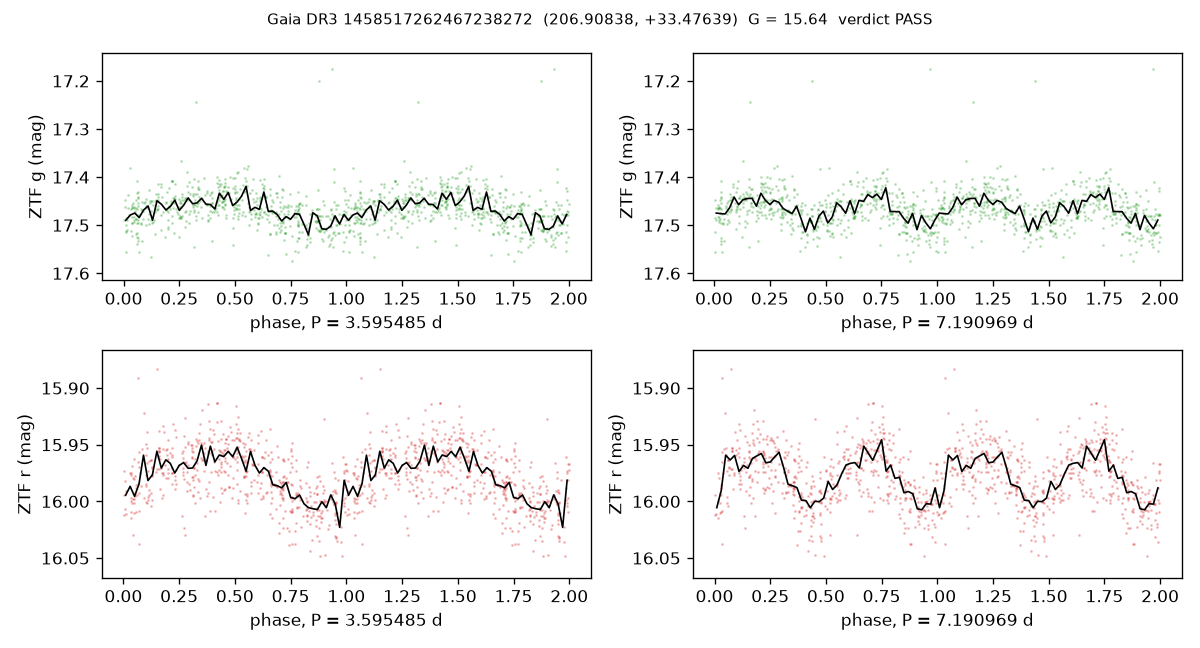 Gaia DR3 1458517262467238272 (206.90838, +33.47639) G = 15.64 verdict PASS
ZTF g (mag)
17.2
17.3
17.4
17.5
17.6
0.00 0.25 0.50 0.75 1.00 1.25 1.50 1.75 2.00
phase, P = 3.595485 d
ZTF g (mag)
17.2
17.3
17.4
17.5
17.6
0.00 0.25 0.50 0.75 1.00 1.25 1.50 1.75 2.00
phase, P = 7.190969 d
ZTF r (mag)
15.90
15.95
16.00
16.05
0.00 0.25 0.50 0.75 1.00 1.25 1.50 1.75 2.00
phase, P = 3.595485 d
ZTF r (mag)
15.90
15.95
16.00
16.05
0.00 0.25 0.50 0.75 1.00 1.25 1.50 1.75 2.00
phase, P = 7.190969 d